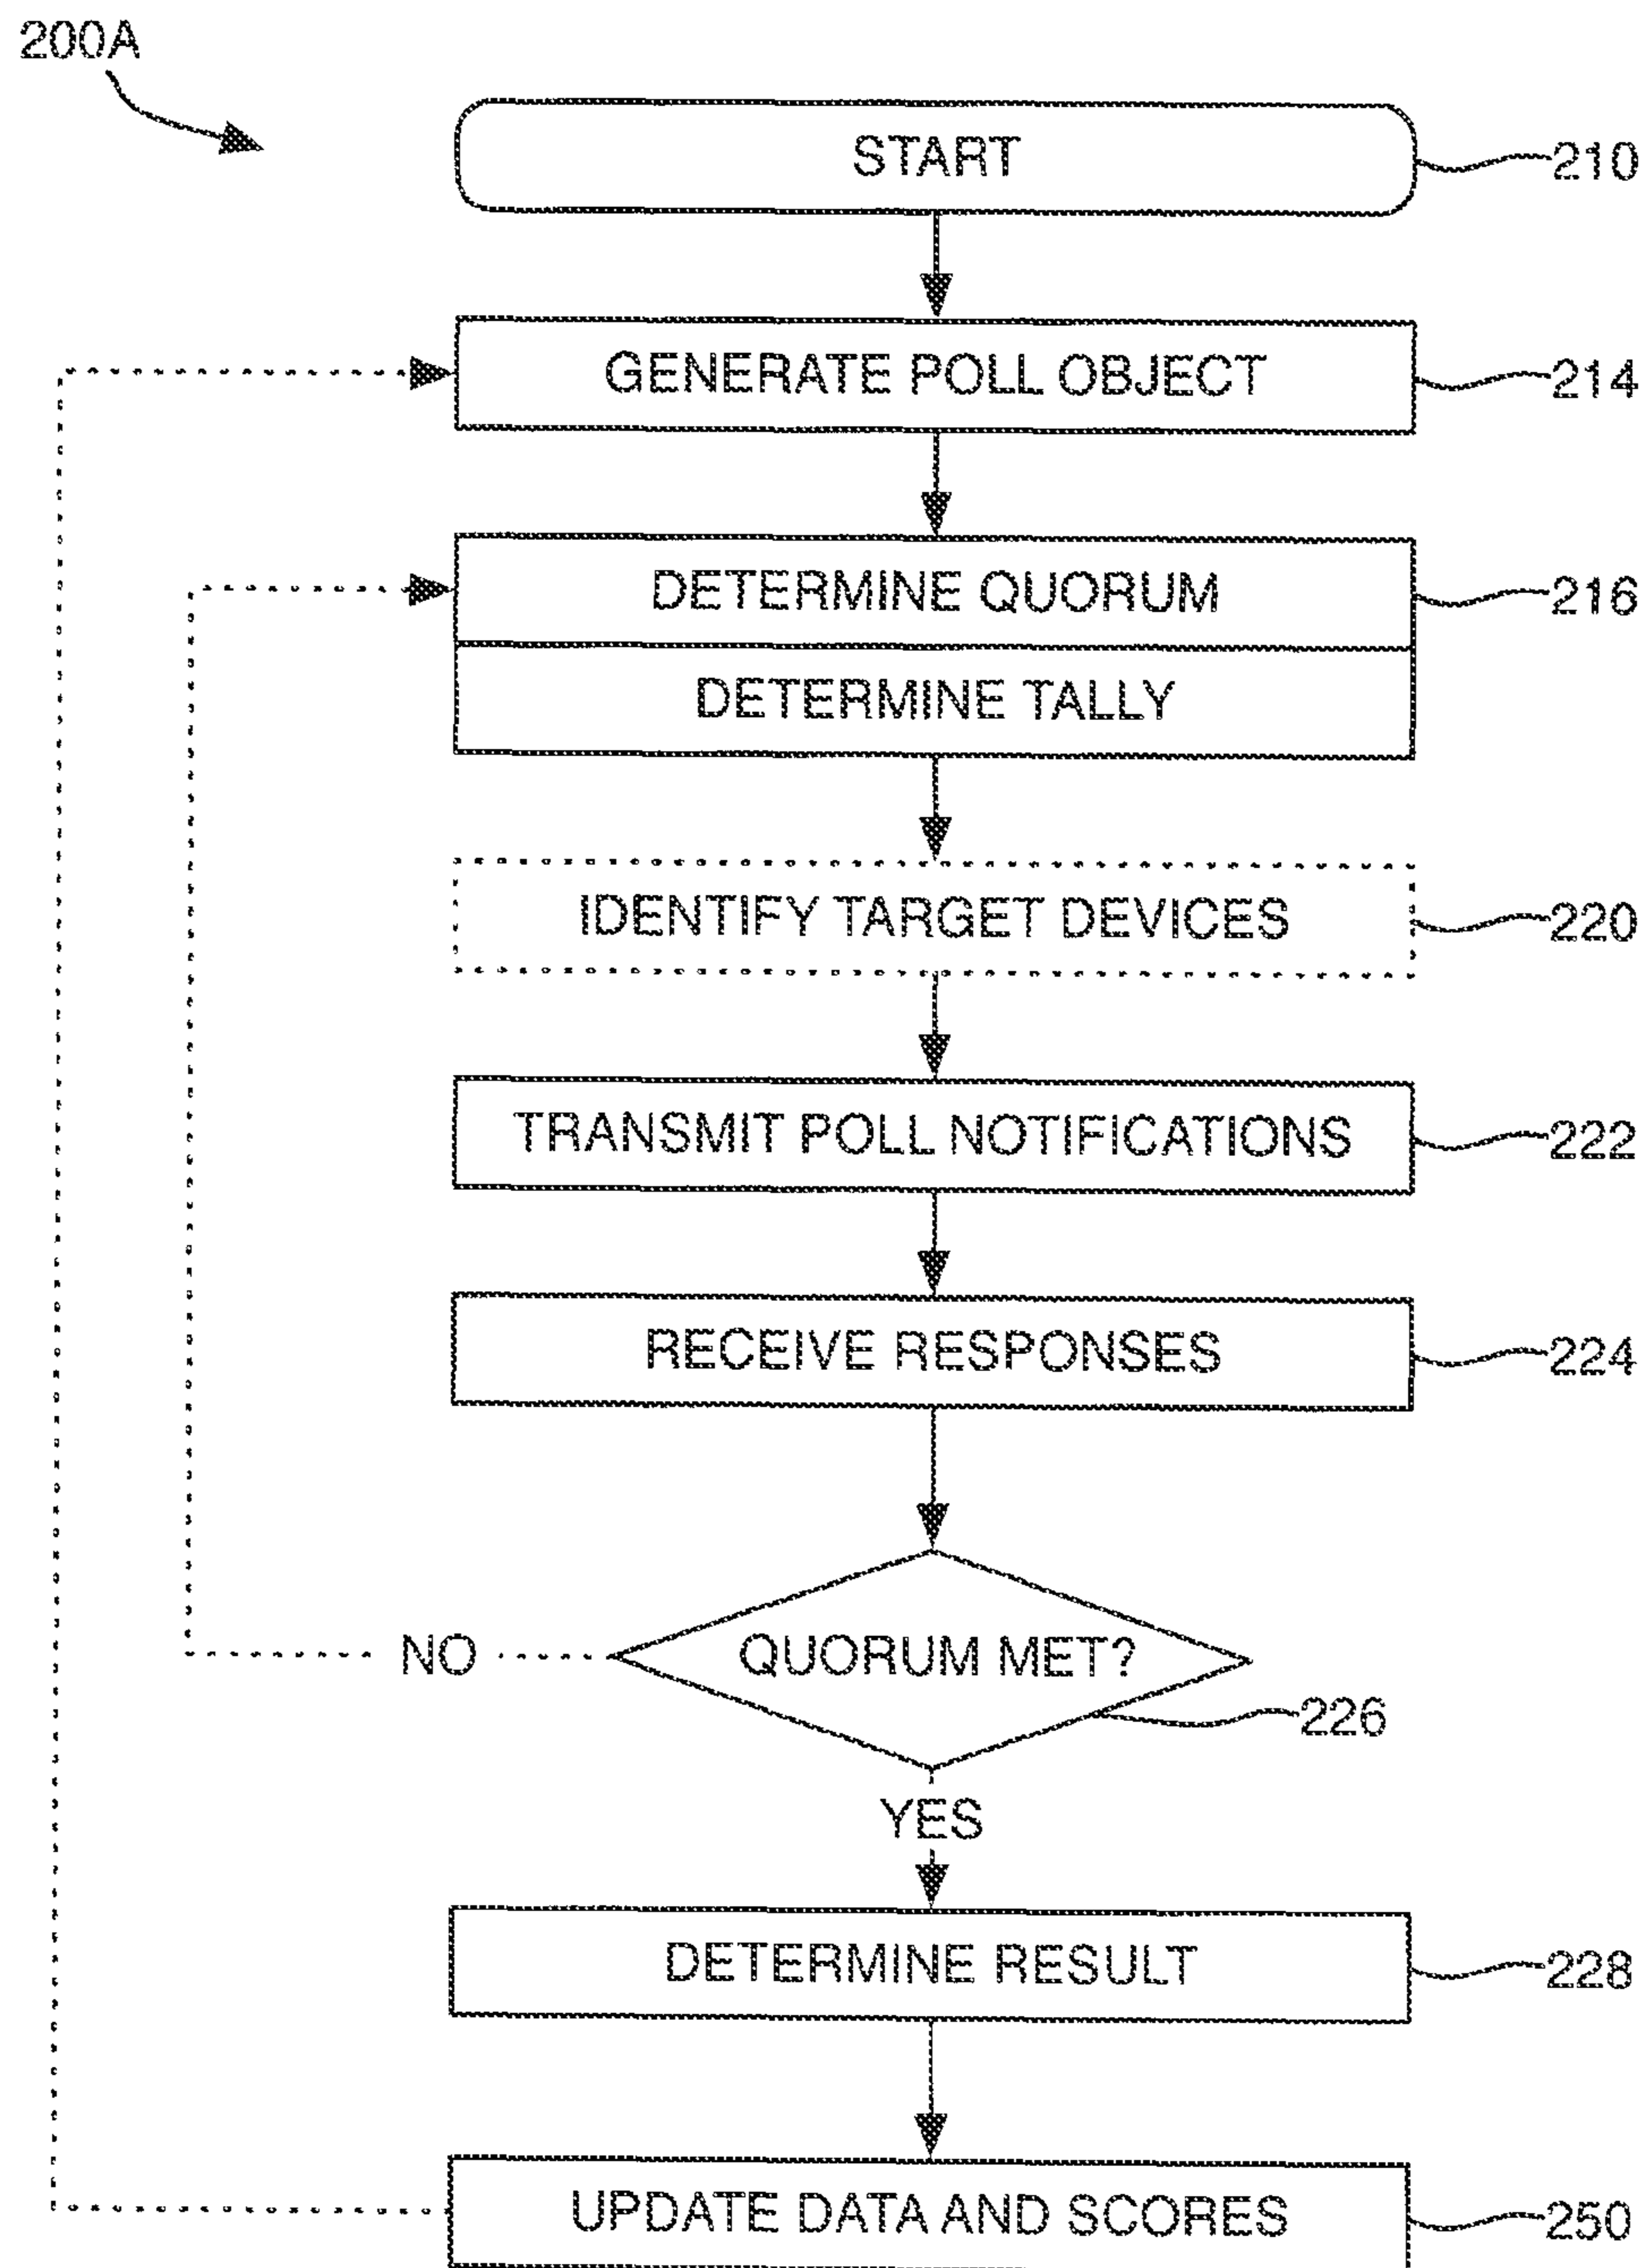 200A
START
210
GENERATE POLL OBJECT
214
DETERMINE QUORUM
216
DETERMINE TALLY
IDENTIFY TARGET DEVICES
220
TRANSMIT POLL NOTIFICATIONS
222
RECEIVE RESPONSES
224
NO
QUORUM MET?
226
YES
DETERMINE RESULT
228
UPDATE DATA AND SCORES
250